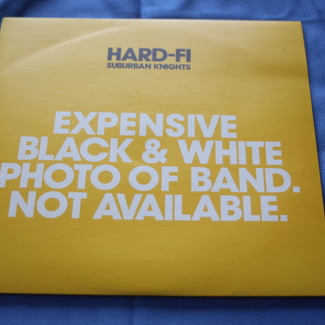 HARD-FI
SUBURBAN KNIGHTS
EXPENSIVE
BLACK & WHITE
PHOTO OF BAND.
NOT AVAILABLE.